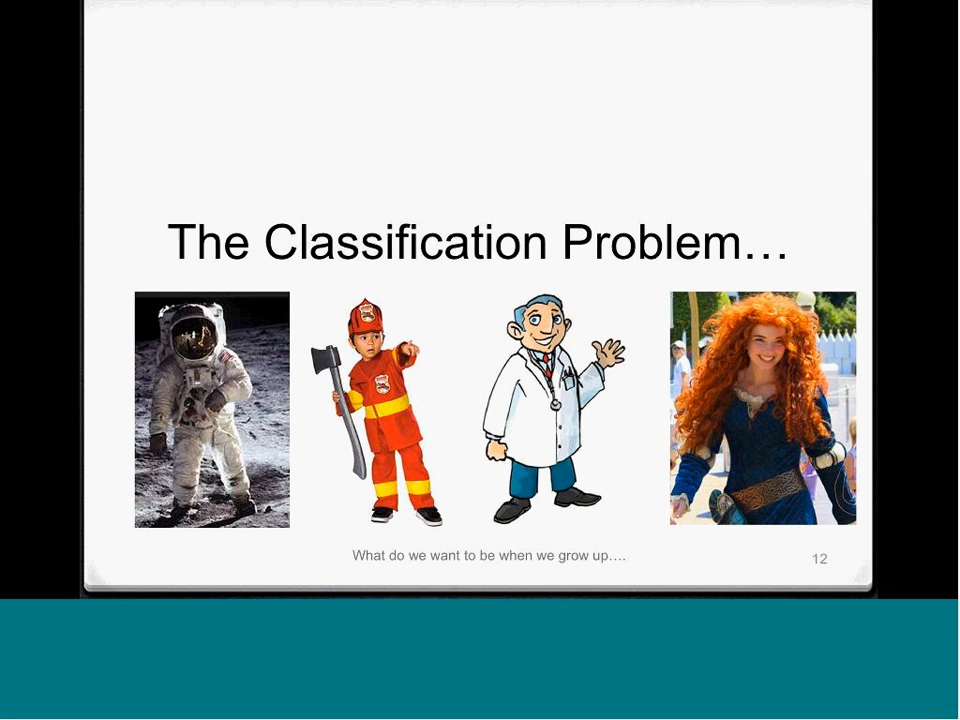 The Classification Problem…
What do we want to be when we grow up….
12